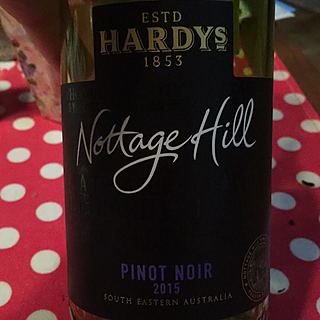 ESTD
HARDYS
1853
Nottage Hill
PINOT NOIR
2015
SOUTH EASTERN AUSTRALIA